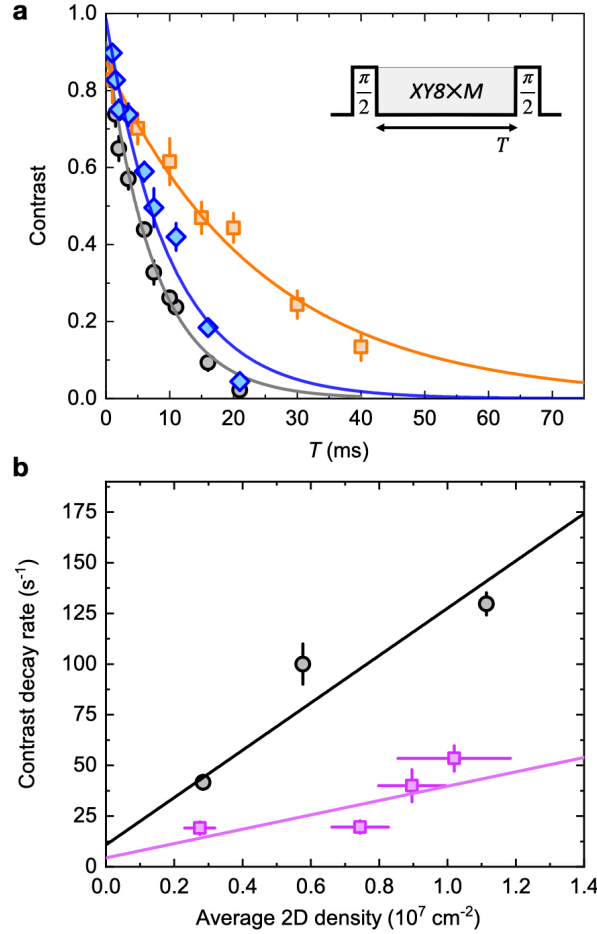 a
1.0
0.8
0.6
0.4
0.2
0.0
Contrast
0 10 20 30 40 50 60 70
T (ms)
π/2 XY8×M π/2
T
b
175
150
125
100
75
50
25
0
Contrast decay rate (s⁻¹)
0.0 0.2 0.4 0.6 0.8 1.0 1.2 1.4
Average 2D density (10⁷ cm⁻²)